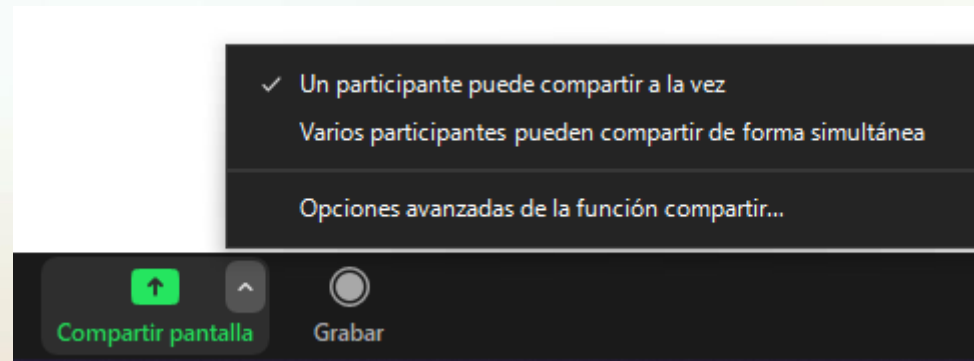 Un participante puede compartir a la vez
Varios participantes pueden compartir de forma simultánea
Opciones avanzadas de la función compartir...
Compartir pantalla
Grabar